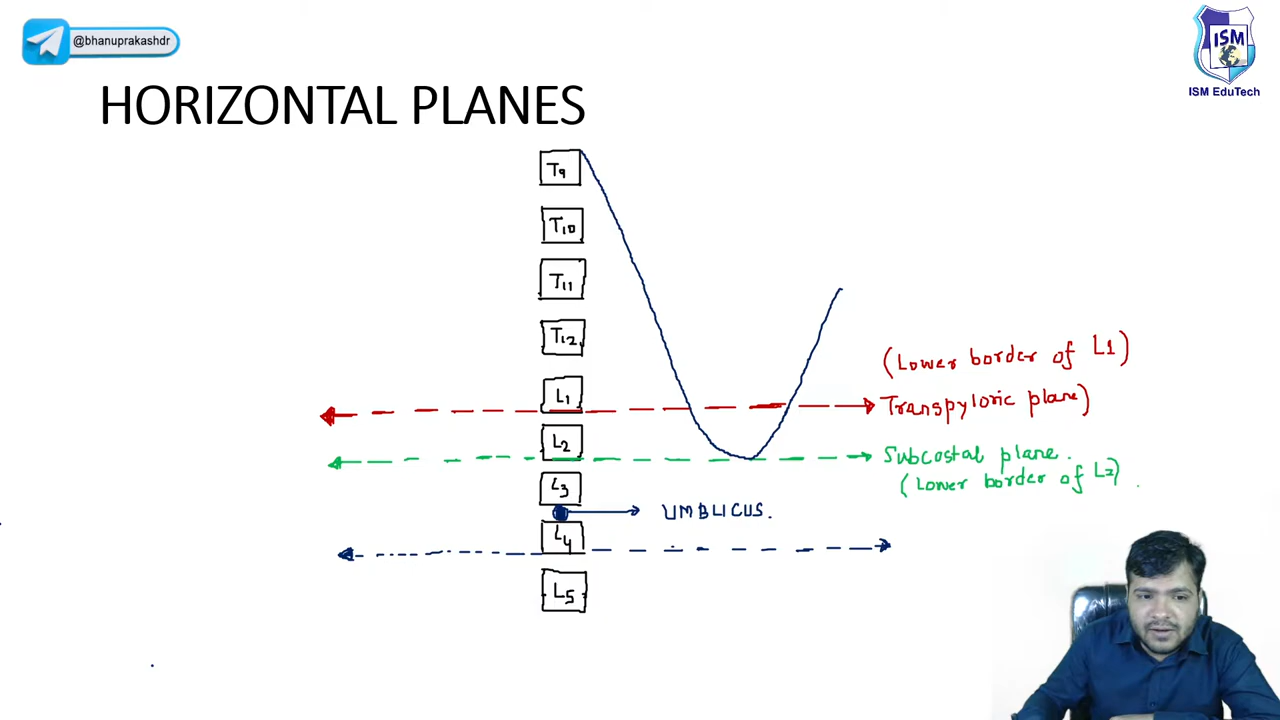 @bhanuprakashdr
ISM
ISM EduTech
HORIZONTAL PLANES
T9
T10
T11
T12
(Lower border of L1)
L1
Transpyloric plane)
L2
Subcostal plane.
(Lower border of L2)
L3
UMBLICUS.
L4
L5